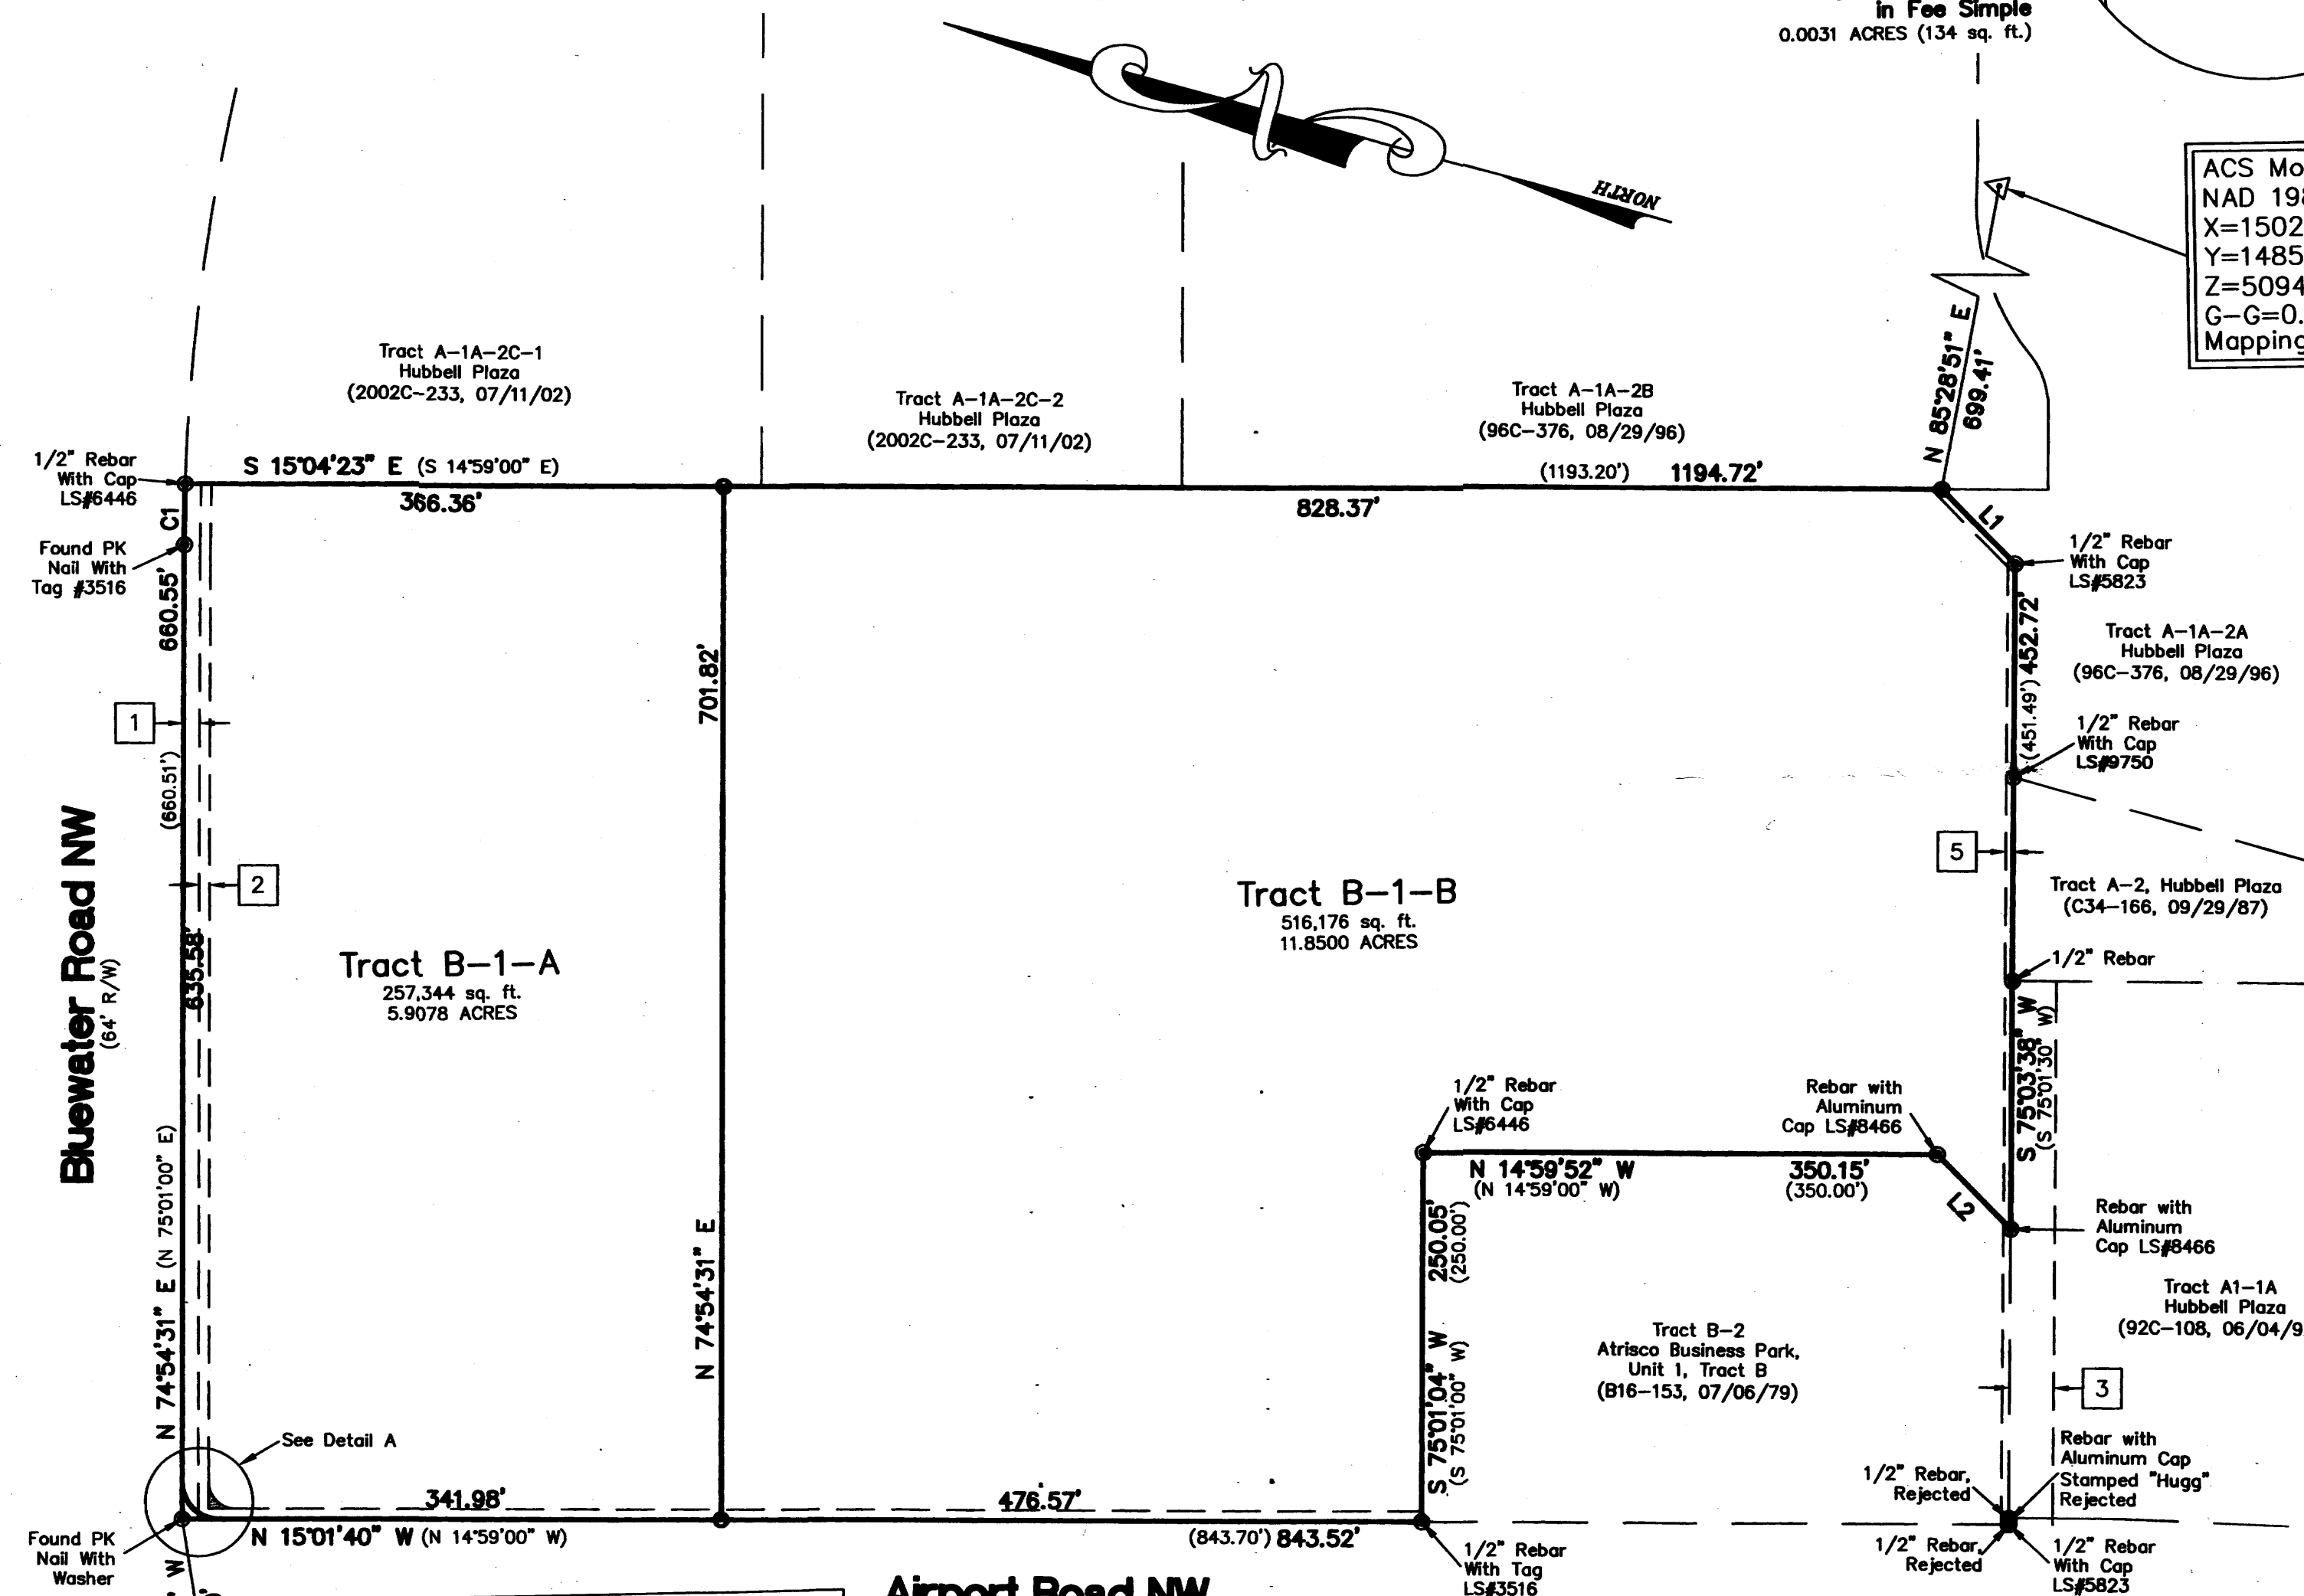 in Fee Simple
0.0031 ACRES (134 sq. ft.)
NORTH
ACS Mo
NAD 198
X=1502
Y=1485
Z=5094
G-G=0.
Mapping
N 85°28'51" E
699.41'
Tract A-1A-2C-1
Hubbell Plaza
(2002C-233, 07/11/02)
Tract A-1A-2C-2
Hubbell Plaza
(2002C-233, 07/11/02)
Tract A-1A-2B
Hubbell Plaza
(96C-376, 08/29/96)
1/2" Rebar
With Cap
LS#6446
S 15°04'23" E (S 14°59'00" E)
366.36'
828.37'
(1193.20') 1194.72'
L1
C1
Found PK
Nail With
Tag #3516
660.55'
(660.51')
635.58'
N 74°54'31" E (N 75°01'00" E)
1
2
Bluewater Road NW
(64' R/W)
701.82'
N 74°54'31" E
1/2" Rebar
With Cap
LS#5823
(451.49') 452.72'
Tract A-1A-2A
Hubbell Plaza
(96C-376, 08/29/96)
1/2" Rebar
With Cap
LS#9750
5
Tract A-2, Hubbell Plaza
(C34-166, 09/29/87)
1/2" Rebar
Tract B-1-A
257,344 sq. ft.
5.9078 ACRES
Tract B-1-B
516,176 sq. ft.
11.8500 ACRES
S 75°03'38" W
(S 75°01'30" W)
1/2" Rebar
With Cap
LS#6446
Rebar with
Aluminum
Cap LS#8466
N 14°59'52" W
(N 14°59'00" W)
350.15'
(350.00')
L2
250.05'
(250.00')
S 75°01'04" W
(S 75°01'00" W)
Rebar with
Aluminum
Cap LS#8466
Tract A1-1A
Hubbell Plaza
(92C-108, 06/04/9
Tract B-2
Atrisco Business Park,
Unit 1, Tract B
(B16-153, 07/06/79)
3
See Detail A
341.98'
476.57'
N 15°01'40" W (N 14°59'00" W)
(843.70') 843.52'
Found PK
Nail With
Washer
W
1/2" Rebar,
Rejected
Rebar with
Aluminum Cap
Stamped "Hugg"
Rejected
1/2" Rebar
With Tag
LS#3516
1/2" Rebar,
Rejected
1/2" Rebar
With Cap
LS#5823
Airport Road NW